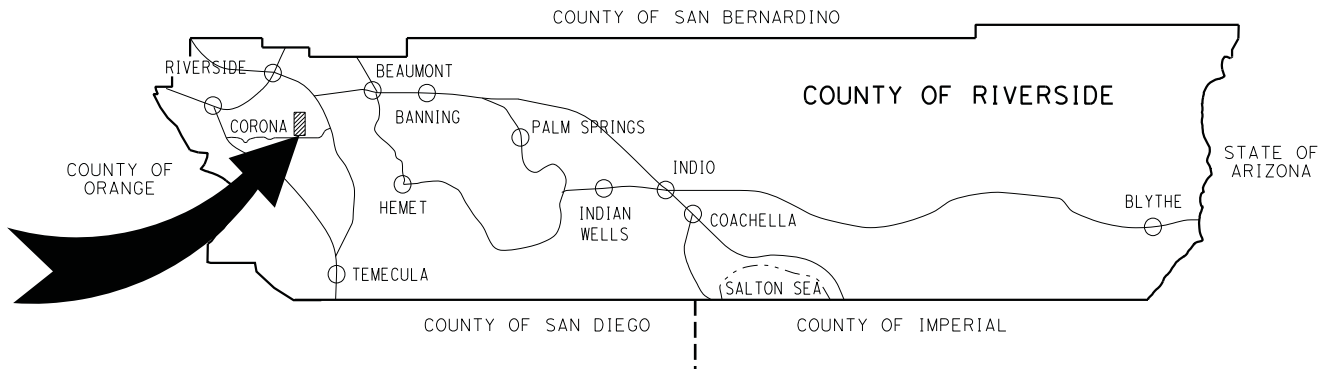 COUNTY OF SAN BERNARDINO
RIVERSIDE
BEAUMONT
BANNING
COUNTY OF RIVERSIDE
CORONA
PALM SPRINGS
COUNTY OF
ORANGE
STATE OF
ARIZONA
INDIO
HEMET
INDIAN
WELLS
COACHELLA
BLYTHE
TEMECULA
SALTON SEA
COUNTY OF SAN DIEGO
COUNTY OF IMPERIAL